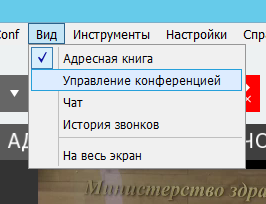 Conf Вид Инструменты Настройки Спр
Адресная книга
Управление конференцией
Чат
История звонков
На весь экран
Министерство здра